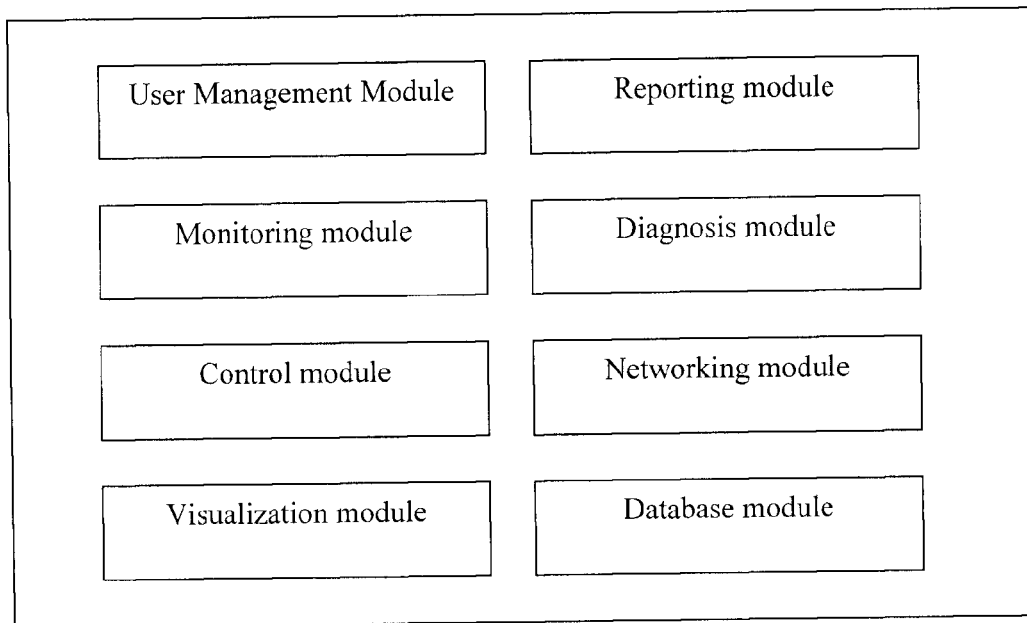 User Management Module
Reporting module
Monitoring module
Diagnosis module
Control module
Networking module
Visualization module
Database module